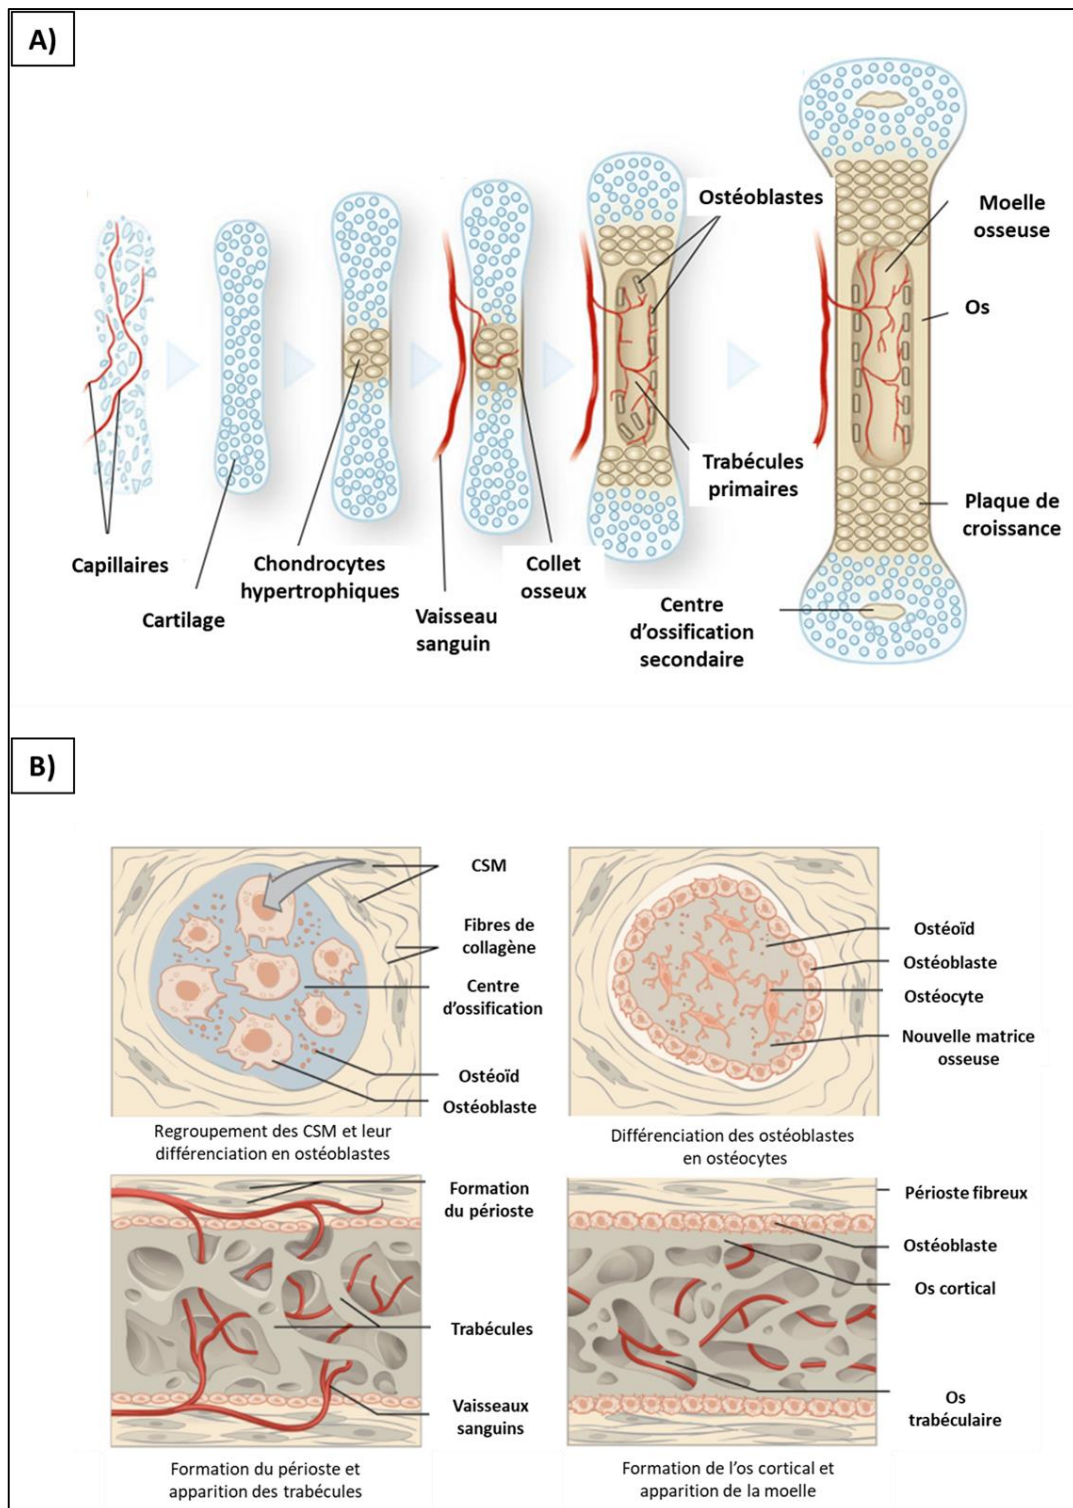 A)
Ostéoblastes
Moelle
osseuse
Os
Trabécules
primaires
Plaque de
croissance
Capillaires
Chondrocytes
hypertrophiques
Collet
osseux
Cartilage
Vaisseau
sanguin
Centre
d'ossification
secondaire
B)
CSM
Fibres de
collagène
Centre
d'ossification
Ostéoïd
Ostéoblaste
Regroupement des CSM et leur
différenciation en ostéoblastes
Ostéoïd
Ostéoblaste
Ostéocyte
Nouvelle matrice
osseuse
Différenciation des ostéoblastes
en ostéocytes
Formation
du périoste
Trabécules
Vaisseaux
sanguins
Formation du périoste et
apparition des trabécules
Périoste fibreux
Ostéoblaste
Os cortical
Os
trabéculaire
Formation de l'os cortical et
apparition de la moelle